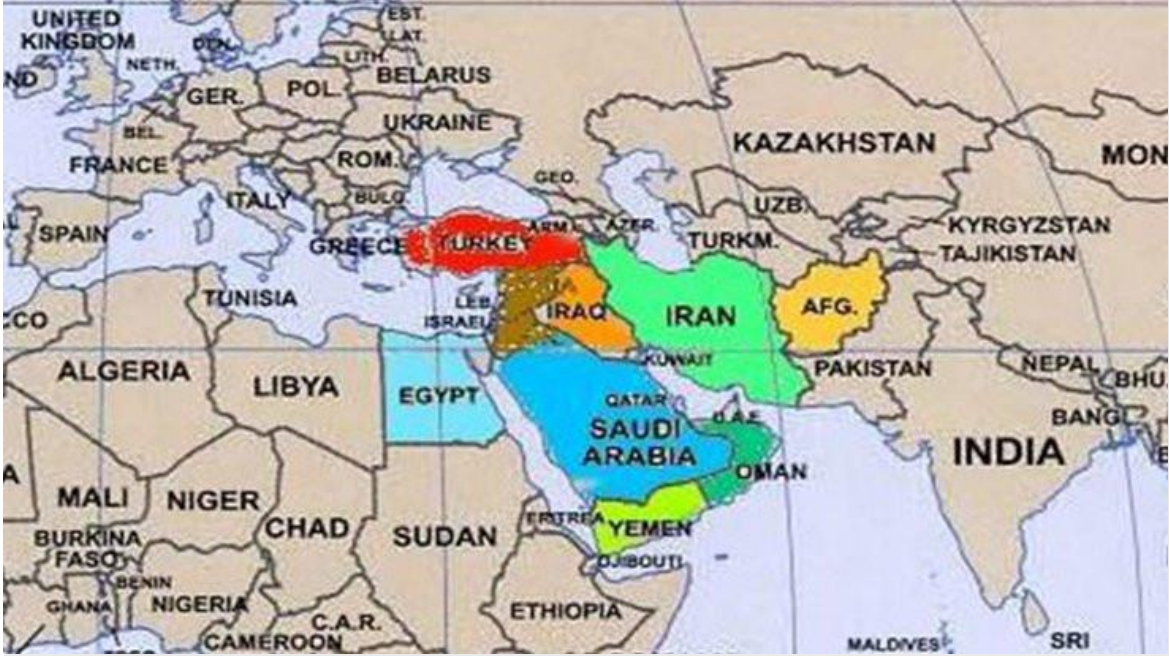 UNITED
KINGDOM
EST.
LAT.
DEN.
NETH.
LITH.
ND
BELARUS
GER.
POL.
BEL.
UKRAINE
FRANCE
ROM.
KAZAKHSTAN
MON
GEO.
ITALY
BULG.
UZB.
SPAIN
ARM.
AZER.
KYRGYZSTAN
GREECE
TURKEY
TURKM.
TAJIKISTAN
TUNISIA
LEB.
IRAQ
IRAN
AFG.
CO
ISRAEL
KUWAIT
ALGERIA
LIBYA
EGYPT
PAKISTAN
NEPAL
BHU
QATAR
U.A.E.
BANG.
SAUDI
ARABIA
INDIA
OMAN
A
MALI
NIGER
CHAD
SUDAN
ERITREA
YEMEN
BURKINA
FASO
DJIBOUTI
BENIN
GHANA
NIGERIA
ETHIOPIA
C.A.R.
CAMEROON
MALDIVES
SRI